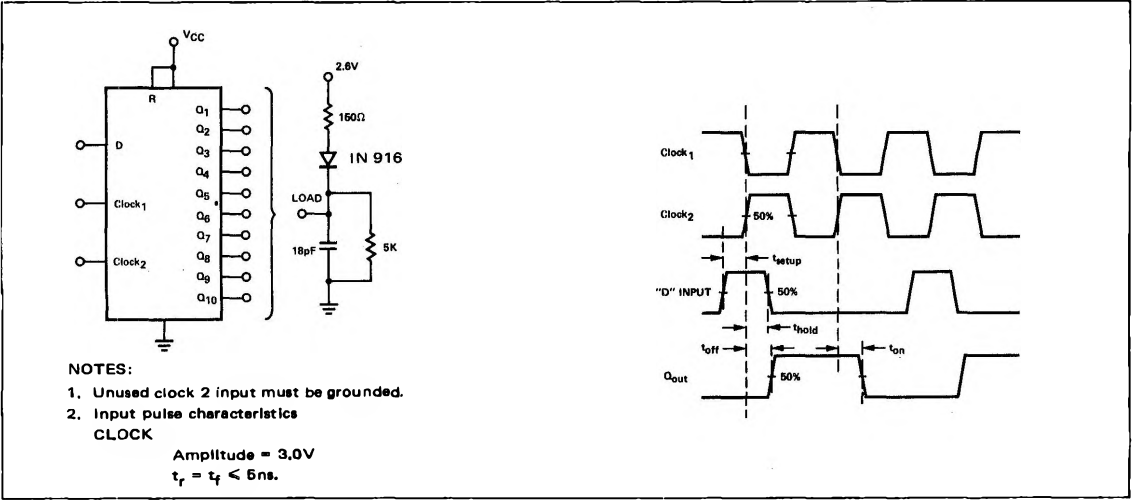 VCC
R
D
Clock1
Clock2
Q1
Q2
Q3
Q4
Q5
Q6
Q7
Q8
Q9
Q10
2.6V
150Ω
IN 916
LOAD
18pF
5K
NOTES:
1. Unused clock 2 input must be grounded.
2. Input pulse characteristics
CLOCK
Amplitude = 3.0V
tr = tf ≤ 5ns.
Clock1
Clock2
50%
tsetup
"D" INPUT
50%
thold
toff
ton
Qout
50%